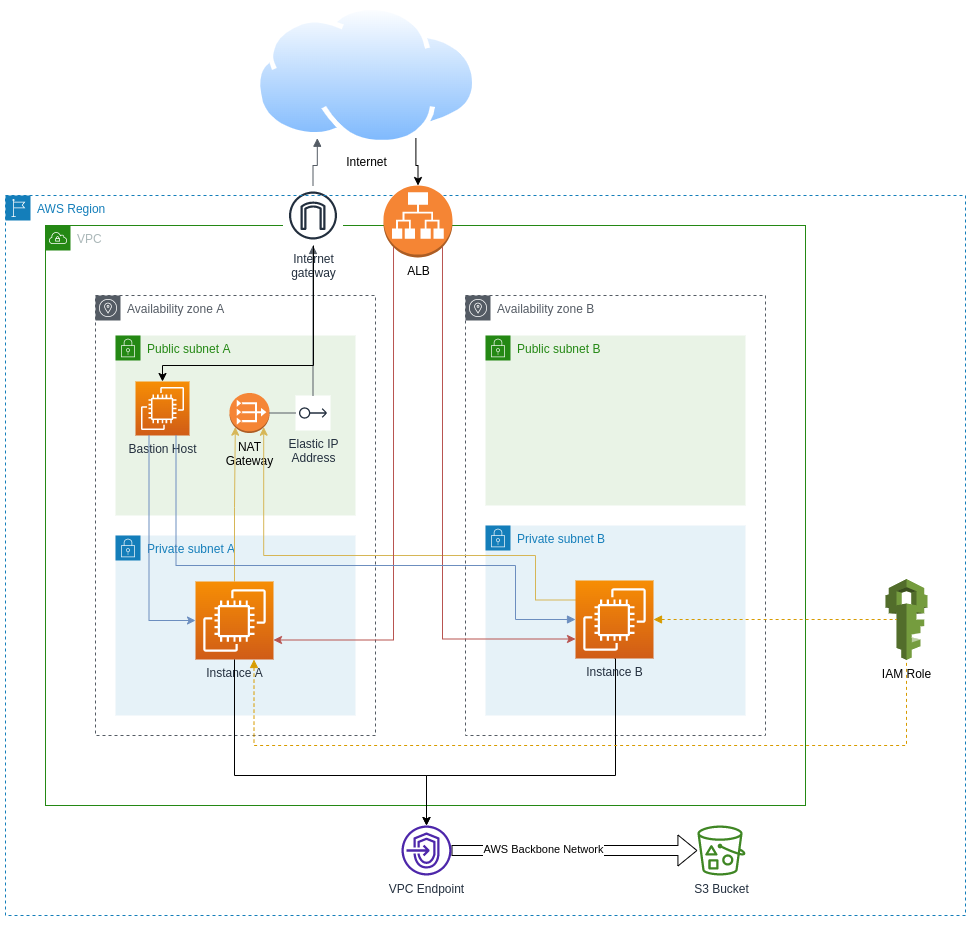 Internet
AWS Region
VPC
Internet
gateway
ALB
Availability zone A
Availability zone B
Public subnet A
Public subnet B
Bastion Host
NAT
Gateway
Elastic IP
Address
Private subnet A
Private subnet B
Instance A
Instance B
IAM Role
AWS Backbone Network
VPC Endpoint
S3 Bucket